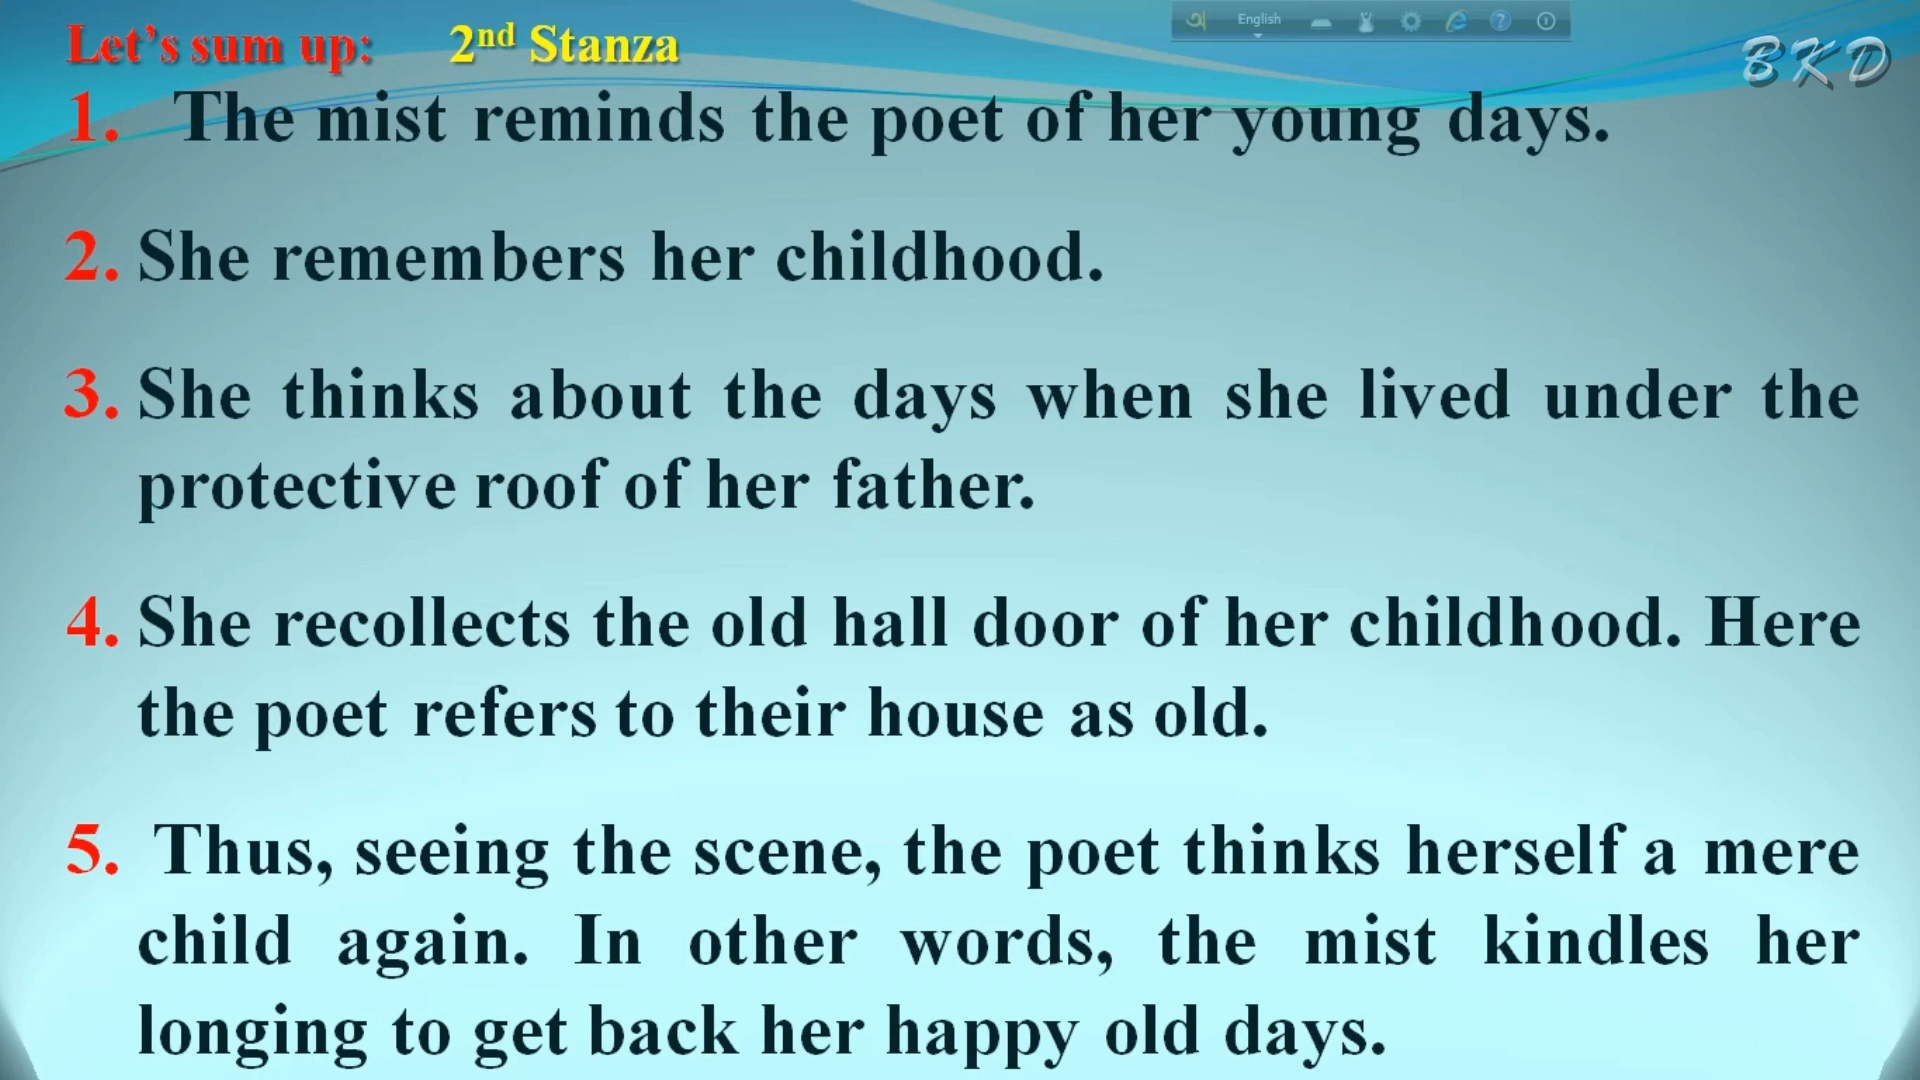 English
Let's sum up: 2nd Stanza
BKD
1. The mist reminds the poet of her young days.
2. She remembers her childhood.
3. She thinks about the days when she lived under the
protective roof of her father.
4. She recollects the old hall door of her childhood. Here
the poet refers to their house as old.
5. Thus, seeing the scene, the poet thinks herself a mere
child again. In other words, the mist kindles her
longing to get back her happy old days.